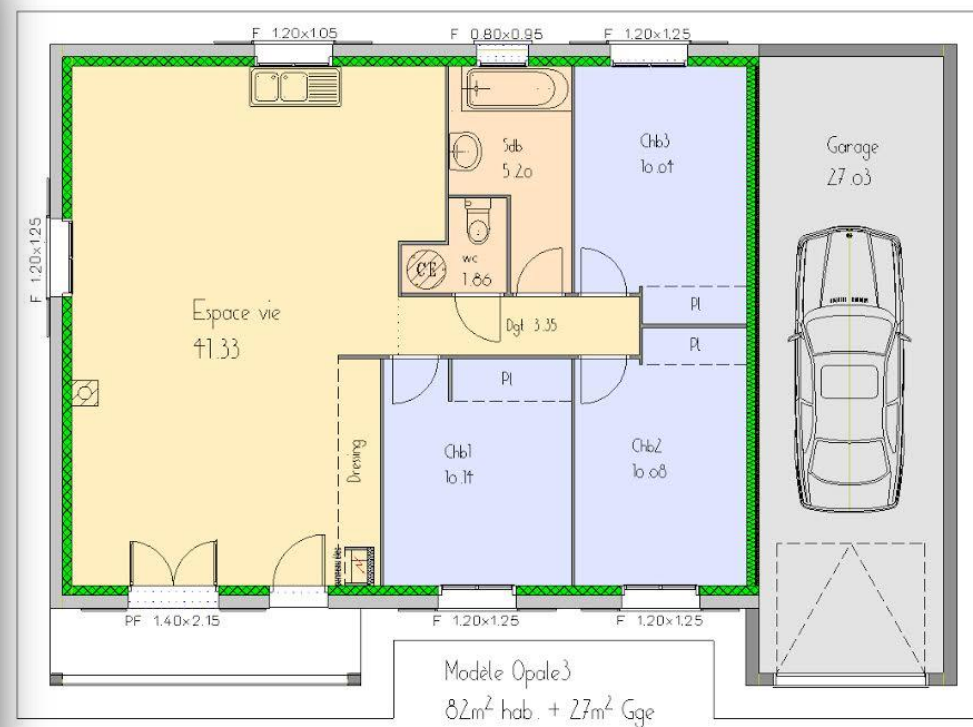 F 1.20x1.05
F 0.80x0.95
F 1.20x1.25
Sdb
5.20
Chb3
10.04
Garage
27.03
F 1.20x1.25
wc
1.86
CE
Espace vie
41.33
Dgt 3.35
Pl
Pl
Pl
Dressing
Chb1
10.14
Chb2
10.08
PF 1.40x2.15
F 1.20x1.25
F 1.20x1.25
Modèle Opale3
82m² hab. + 27m² Gge